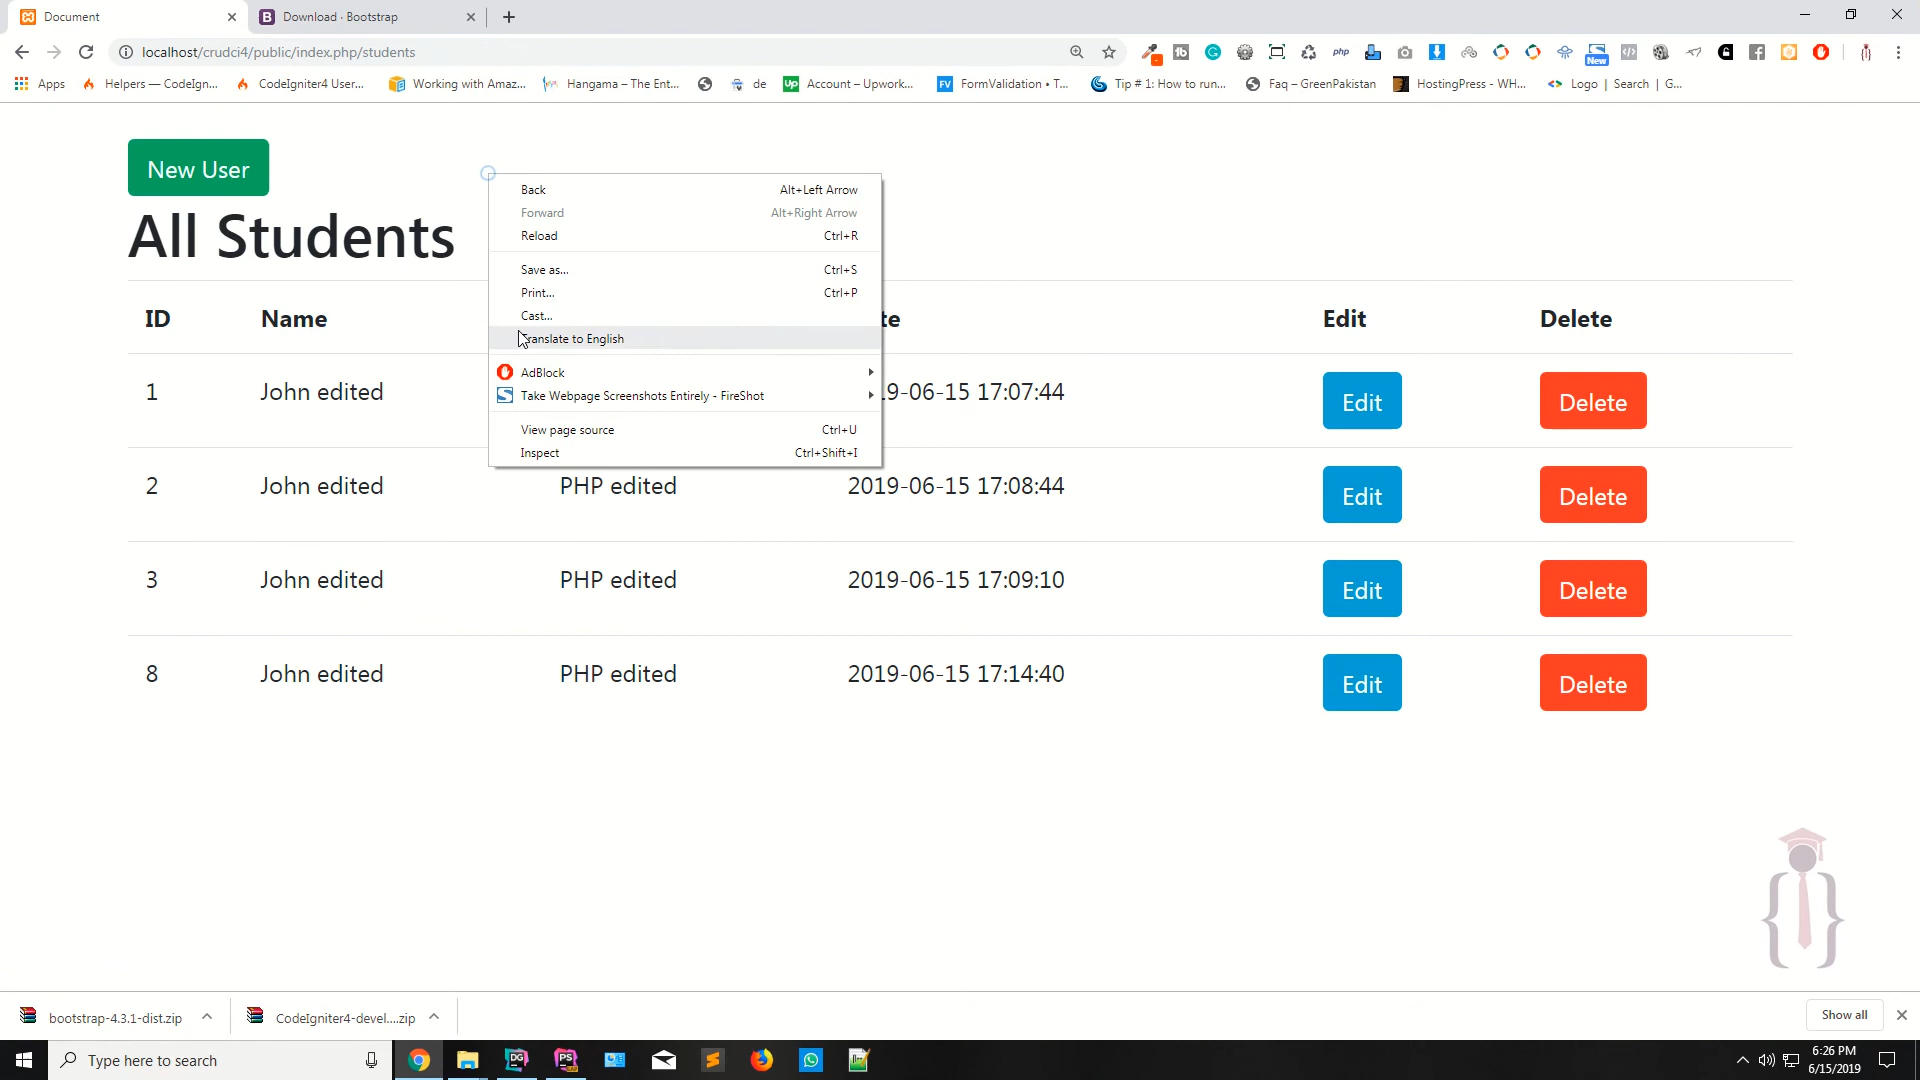 Document
Download · Bootstrap
localhost/crudci4/public/index.php/students
Apps
Helpers — CodeIgn...
CodeIgniter4 User...
Working with Amaz...
Hangama – The Ent...
de
Account – Upwork...
FormValidation • T...
Tip # 1: How to run...
Faq – GreenPakistan
HostingPress - WH...
Logo | Search | G...
New
php
New User
All Students
Back Alt+Left Arrow
Forward Alt+Right Arrow
Reload Ctrl+R
Save as... Ctrl+S
Print... Ctrl+P
Cast...
Translate to English
AdBlock
Take Webpage Screenshots Entirely - FireShot
View page source Ctrl+U
Inspect Ctrl+Shift+I
ID Name te Edit Delete
1 John edited 9-06-15 17:07:44 Edit Delete
2 John edited PHP edited 2019-06-15 17:08:44 Edit Delete
3 John edited PHP edited 2019-06-15 17:09:10 Edit Delete
8 John edited PHP edited 2019-06-15 17:14:40 Edit Delete
bootstrap-4.3.1-dist.zip
CodeIgniter4-devel....zip
Show all
Type here to search
6:26 PM
6/15/2019